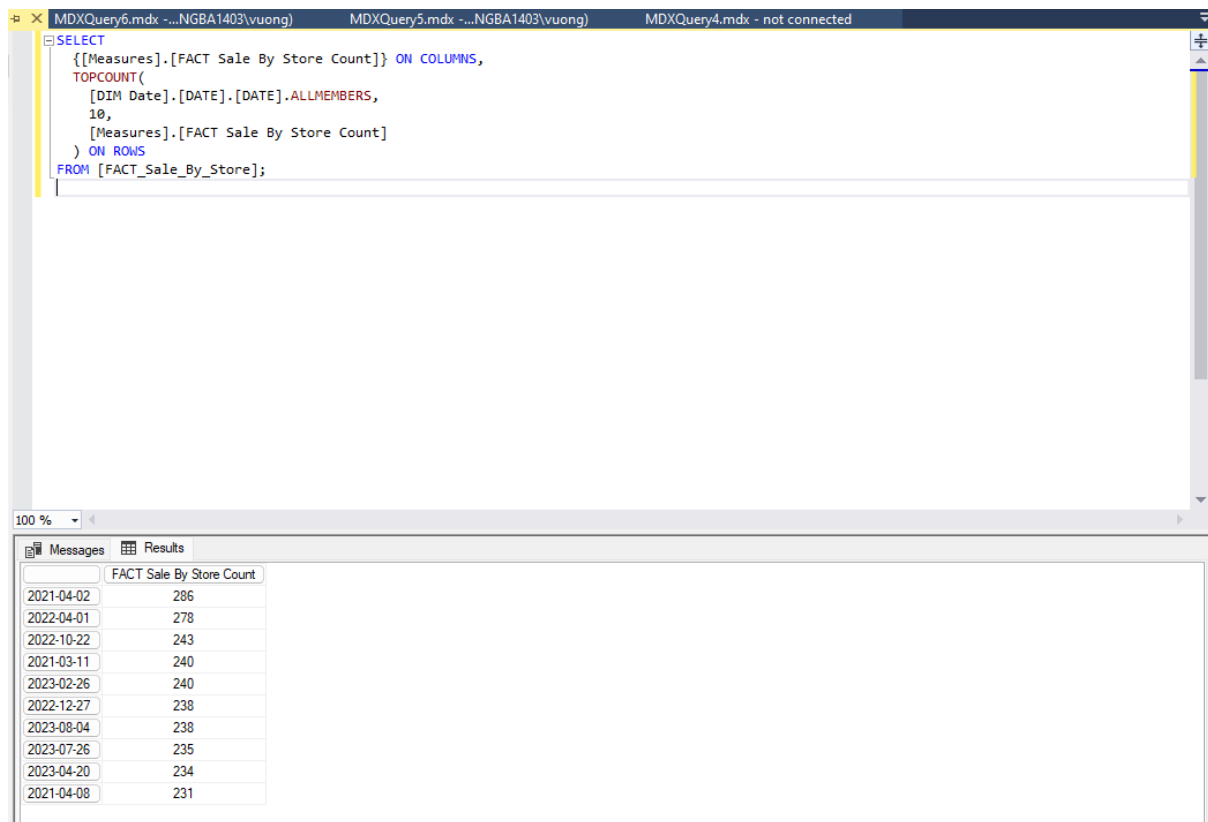 MDXQuery6.mdx -...NGBA1403\vuong) MDXQuery5.mdx -...NGBA1403\vuong) MDXQuery4.mdx - not connected
SELECT
{[Measures].[FACT Sale By Store Count]} ON COLUMNS,
TOPCOUNT(
[DIM Date].[DATE].[DATE].ALLMEMBERS,
10,
[Measures].[FACT Sale By Store Count]
) ON ROWS
FROM [FACT_Sale_By_Store];
100 %
Messages Results
FACT Sale By Store Count
2021-04-02 286
2022-04-01 278
2022-10-22 243
2021-03-11 240
2023-02-26 240
2022-12-27 238
2023-08-04 238
2023-07-26 235
2023-04-20 234
2021-04-08 231